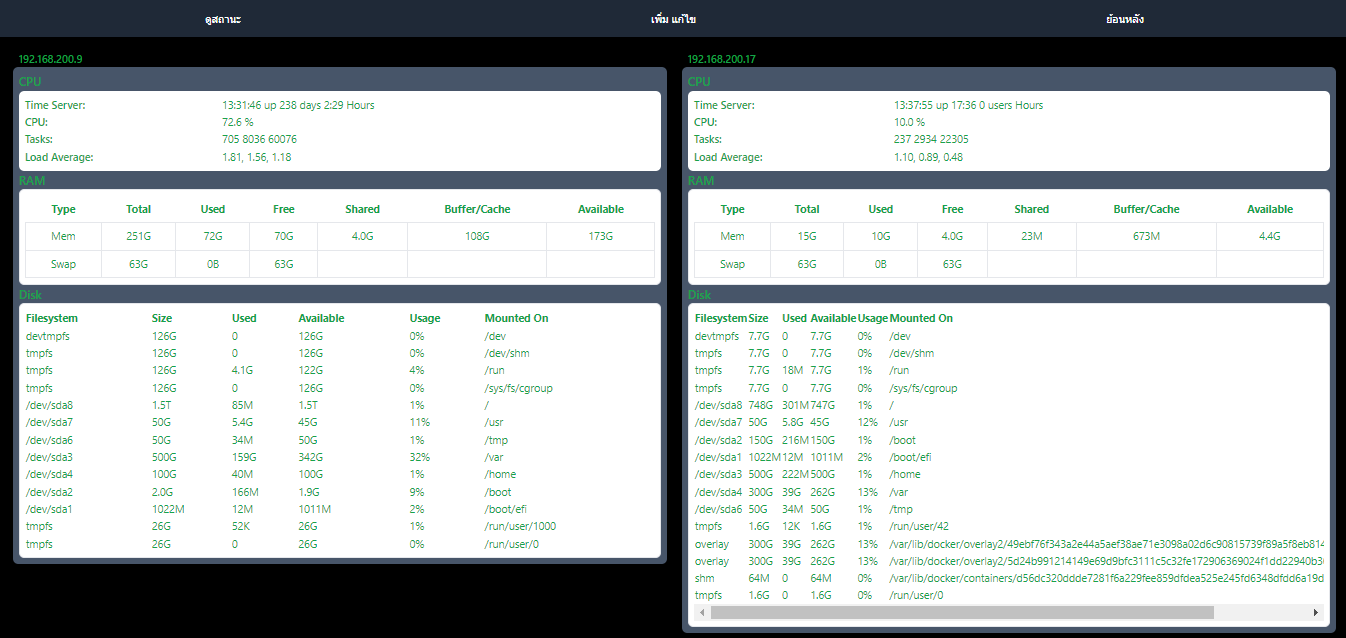 ดูสถานะ เพิ่ม แก้ไข ย้อนหลัง
192.168.200.9
CPU
Time Server: 13:31:46 up 238 days 2:29 Hours
CPU: 72.6 %
Tasks: 705 8036 60076
Load Average: 1.81, 1.56, 1.18
RAM
Type Total Used Free Shared Buffer/Cache Available
Mem 251G 72G 70G 4.0G 108G 173G
Swap 63G 0B 63G
Disk
Filesystem Size Used Available Usage Mounted On
devtmpfs 126G 0 126G 0% /dev
tmpfs 126G 0 126G 0% /dev/shm
tmpfs 126G 4.1G 122G 4% /run
tmpfs 126G 0 126G 0% /sys/fs/cgroup
/dev/sda8 1.5T 85M 1.5T 1% /
/dev/sda7 50G 5.4G 45G 11% /usr
/dev/sda6 50G 34M 50G 1% /tmp
/dev/sda3 500G 159G 342G 32% /var
/dev/sda4 100G 40M 100G 1% /home
/dev/sda2 2.0G 166M 1.9G 9% /boot
/dev/sda1 1022M 12M 1011M 2% /boot/efi
tmpfs 26G 52K 26G 1% /run/user/1000
tmpfs 26G 0 26G 0% /run/user/0
192.168.200.17
CPU
Time Server: 13:37:55 up 17:36 0 users Hours
CPU: 10.0 %
Tasks: 237 2934 22305
Load Average: 1.10, 0.89, 0.48
RAM
Type Total Used Free Shared Buffer/Cache Available
Mem 15G 10G 4.0G 23M 673M 4.4G
Swap 63G 0B 63G
Disk
Filesystem Size Used Available Usage Mounted On
devtmpfs 7.7G 0 7.7G 0% /dev
tmpfs 7.7G 0 7.7G 0% /dev/shm
tmpfs 7.7G 18M 7.7G 1% /run
tmpfs 7.7G 0 7.7G 0% /sys/fs/cgroup
/dev/sda8 748G 301M 747G 1% /
/dev/sda7 50G 5.8G 45G 12% /usr
/dev/sda2 150G 216M 150G 1% /boot
/dev/sda1 1022M 12M 1011M 2% /boot/efi
/dev/sda3 500G 222M 500G 1% /home
/dev/sda4 300G 39G 262G 13% /var
/dev/sda6 50G 34M 50G 1% /tmp
tmpfs 1.6G 12K 1.6G 1% /run/user/42
overlay 300G 39G 262G 13% /var/lib/docker/overlay2/49ebf76f343a2e44a5aef38ae71e3098a02d6c90815739f89a5f8eb814
overlay 300G 39G 262G 13% /var/lib/docker/overlay2/5d24b991214149e69d9bfc3111c5c32fe172906369024f1dd22940b3
shm 64M 0 64M 0% /var/lib/docker/containers/d56dc320ddde7281f6a229fee859dfdea525e245fd6348dfdd6a19d
tmpfs 1.6G 0 1.6G 0% /run/user/0